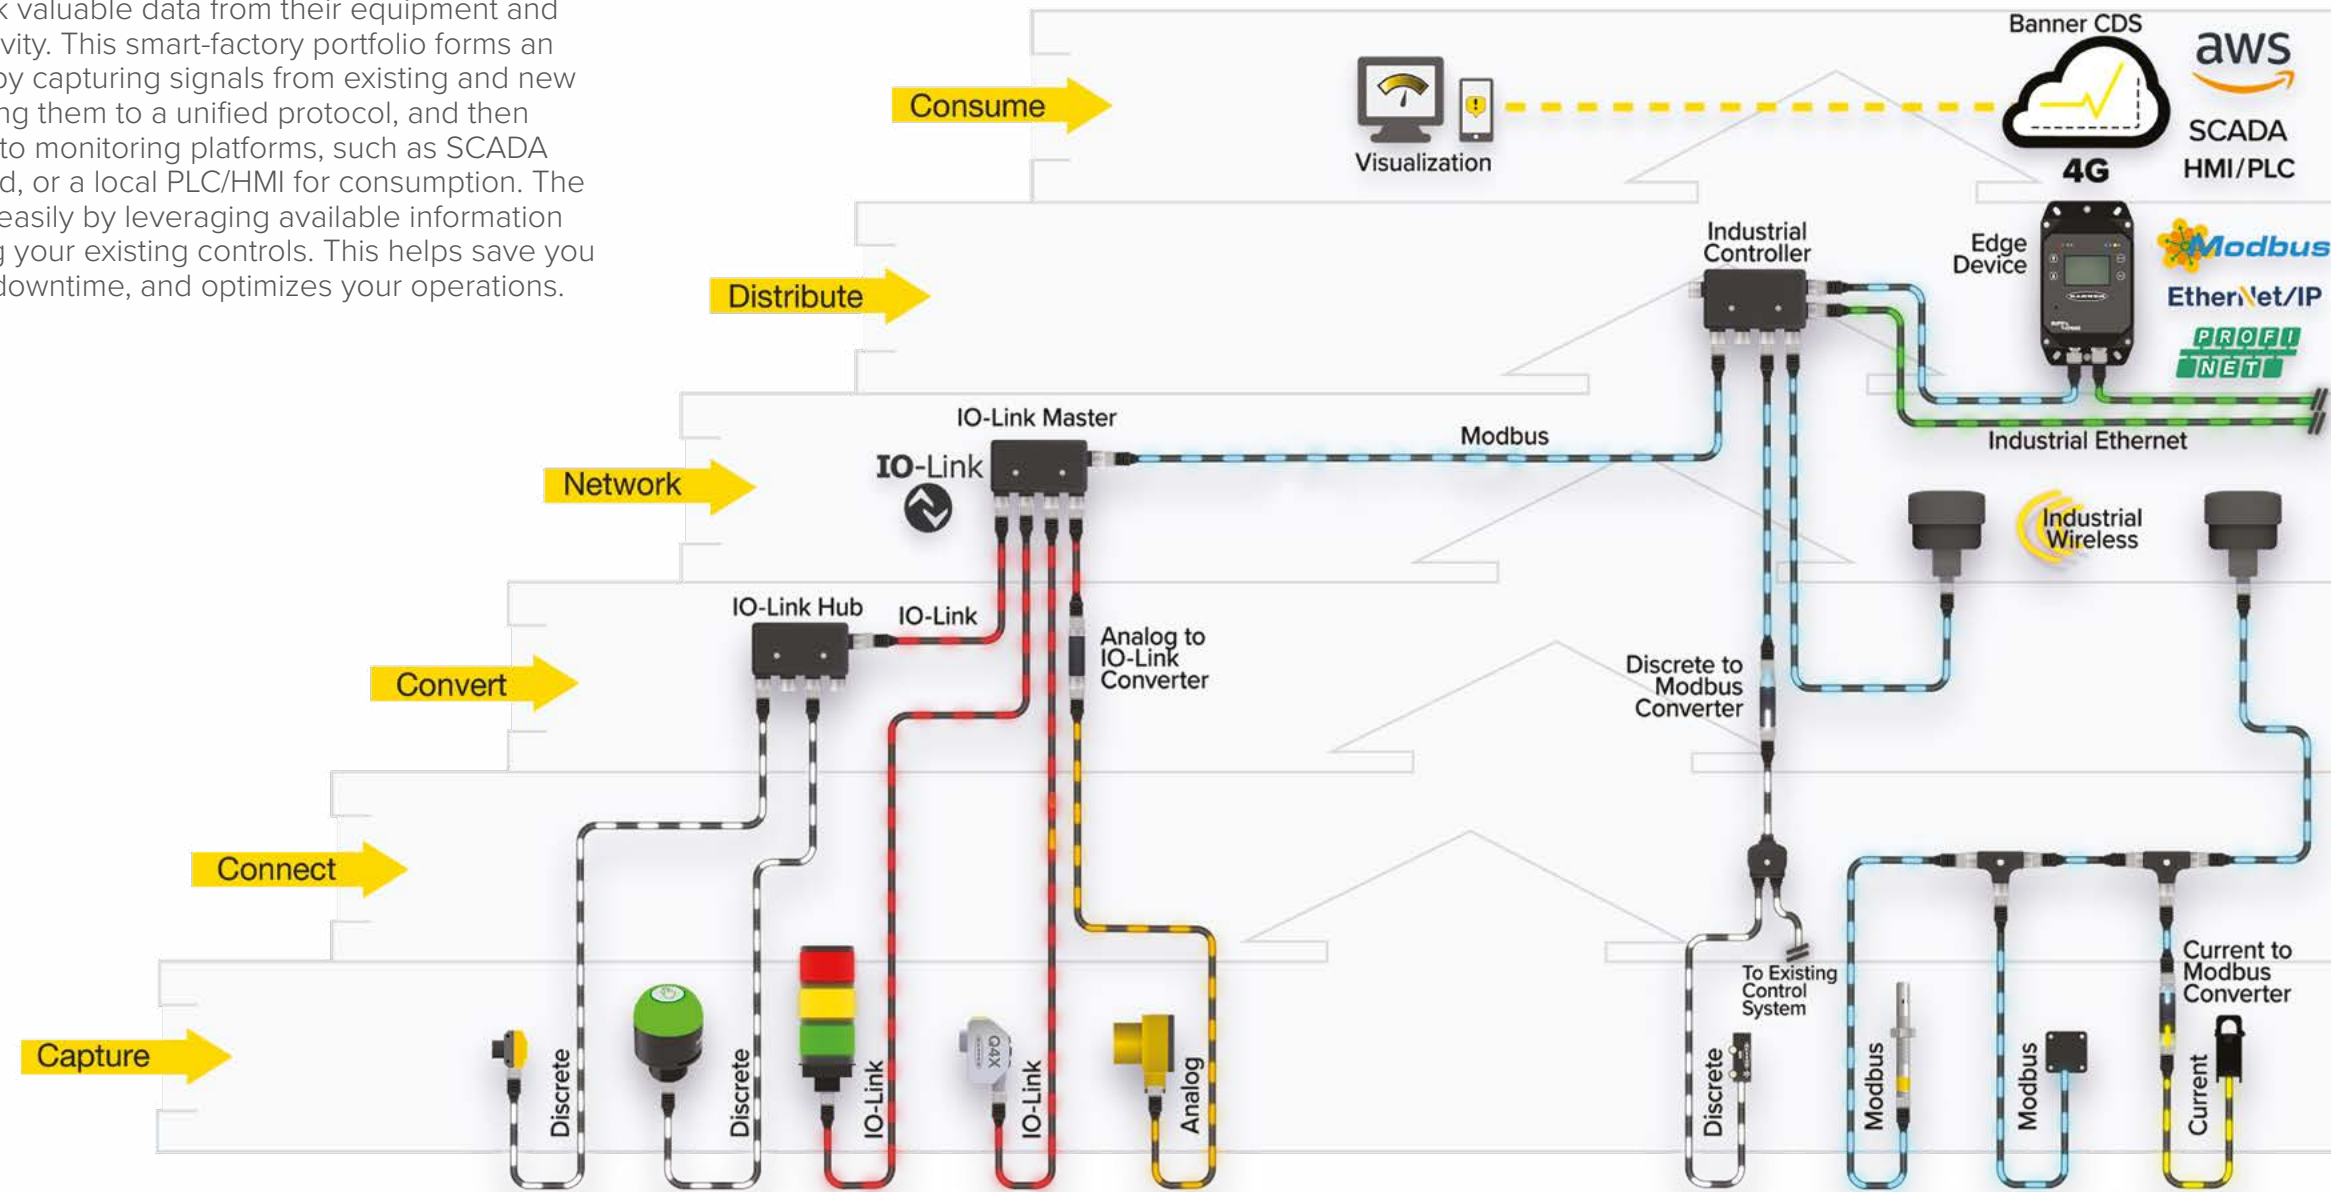 valuable data from their equipment and
This smart-factory portfolio forms an
by capturing signals from existing and new
them to a unified protocol, and then
to monitoring platforms, such as SCADA
or a local PLC/HMI for consumption. The
easily by leveraging available information
your existing controls. This helps save you
downtime, and optimizes your operations.
Consume
Visualization
Banner CDS
4G
aws
SCADA
HMI/PLC
Distribute
Industrial
Controller
Edge
Device
BANNER
Modbus
EtherNet/IP
PROFI
NET
Industrial Ethernet
Network
IO-Link Master
IO-Link
Modbus
Industrial
Wireless
Convert
IO-Link Hub
IO-Link
Analog to
IO-Link
Converter
Discrete to
Modbus
Converter
Connect
To Existing
Control
System
Current to
Modbus
Converter
Capture
Discrete
Discrete
IO-Link
Q4X
IO-Link
Analog
Discrete
Modbus
Modbus
Current